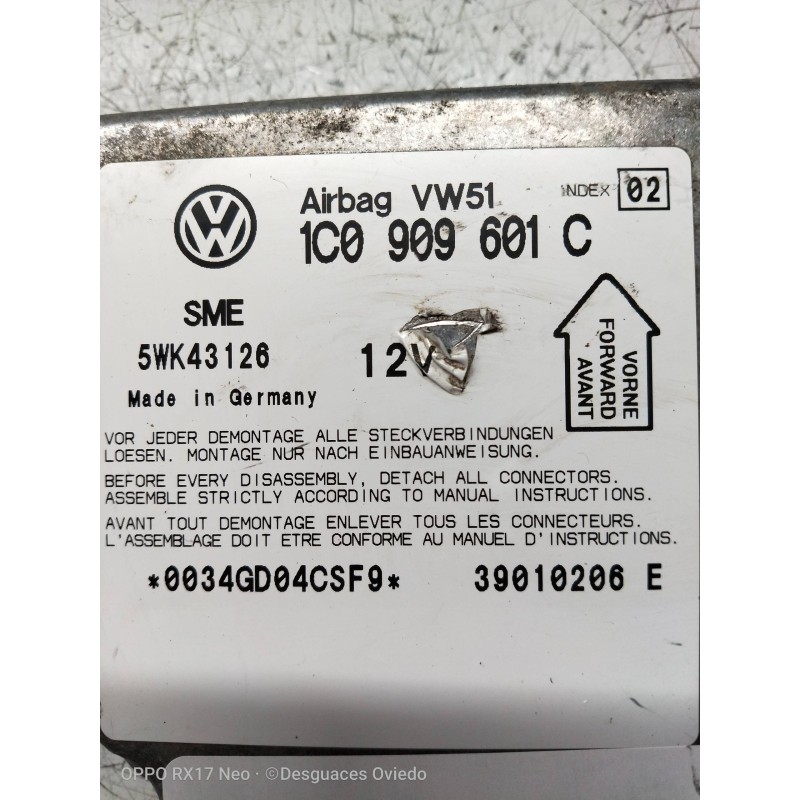 Airbag VW51 INDEX 02
1C0 909 601 C
SME
5WK43126
12V
Made in Germany
VORNE
FORWARD
AVANT
VOR JEDER DEMONTAGE ALLE STECKVERBINDUNGEN
LOESEN. MONTAGE NUR NACH EINBAUANWEISUNG.
BEFORE EVERY DISASSEMBLY, DETACH ALL CONNECTORS.
ASSEMBLE STRICTLY ACCORDING TO MANUAL INSTRUCTIONS.
AVANT TOUT DEMONTAGE ENLEVER TOUS LES CONNECTEURS.
L'ASSEMBLAGE DOIT ETRE CONFORME AU MANUEL D'INSTRUCTIONS.
*0034GD04CSF9* 39010206 E
OPPO RX17 Neo · ©Desguaces Oviedo